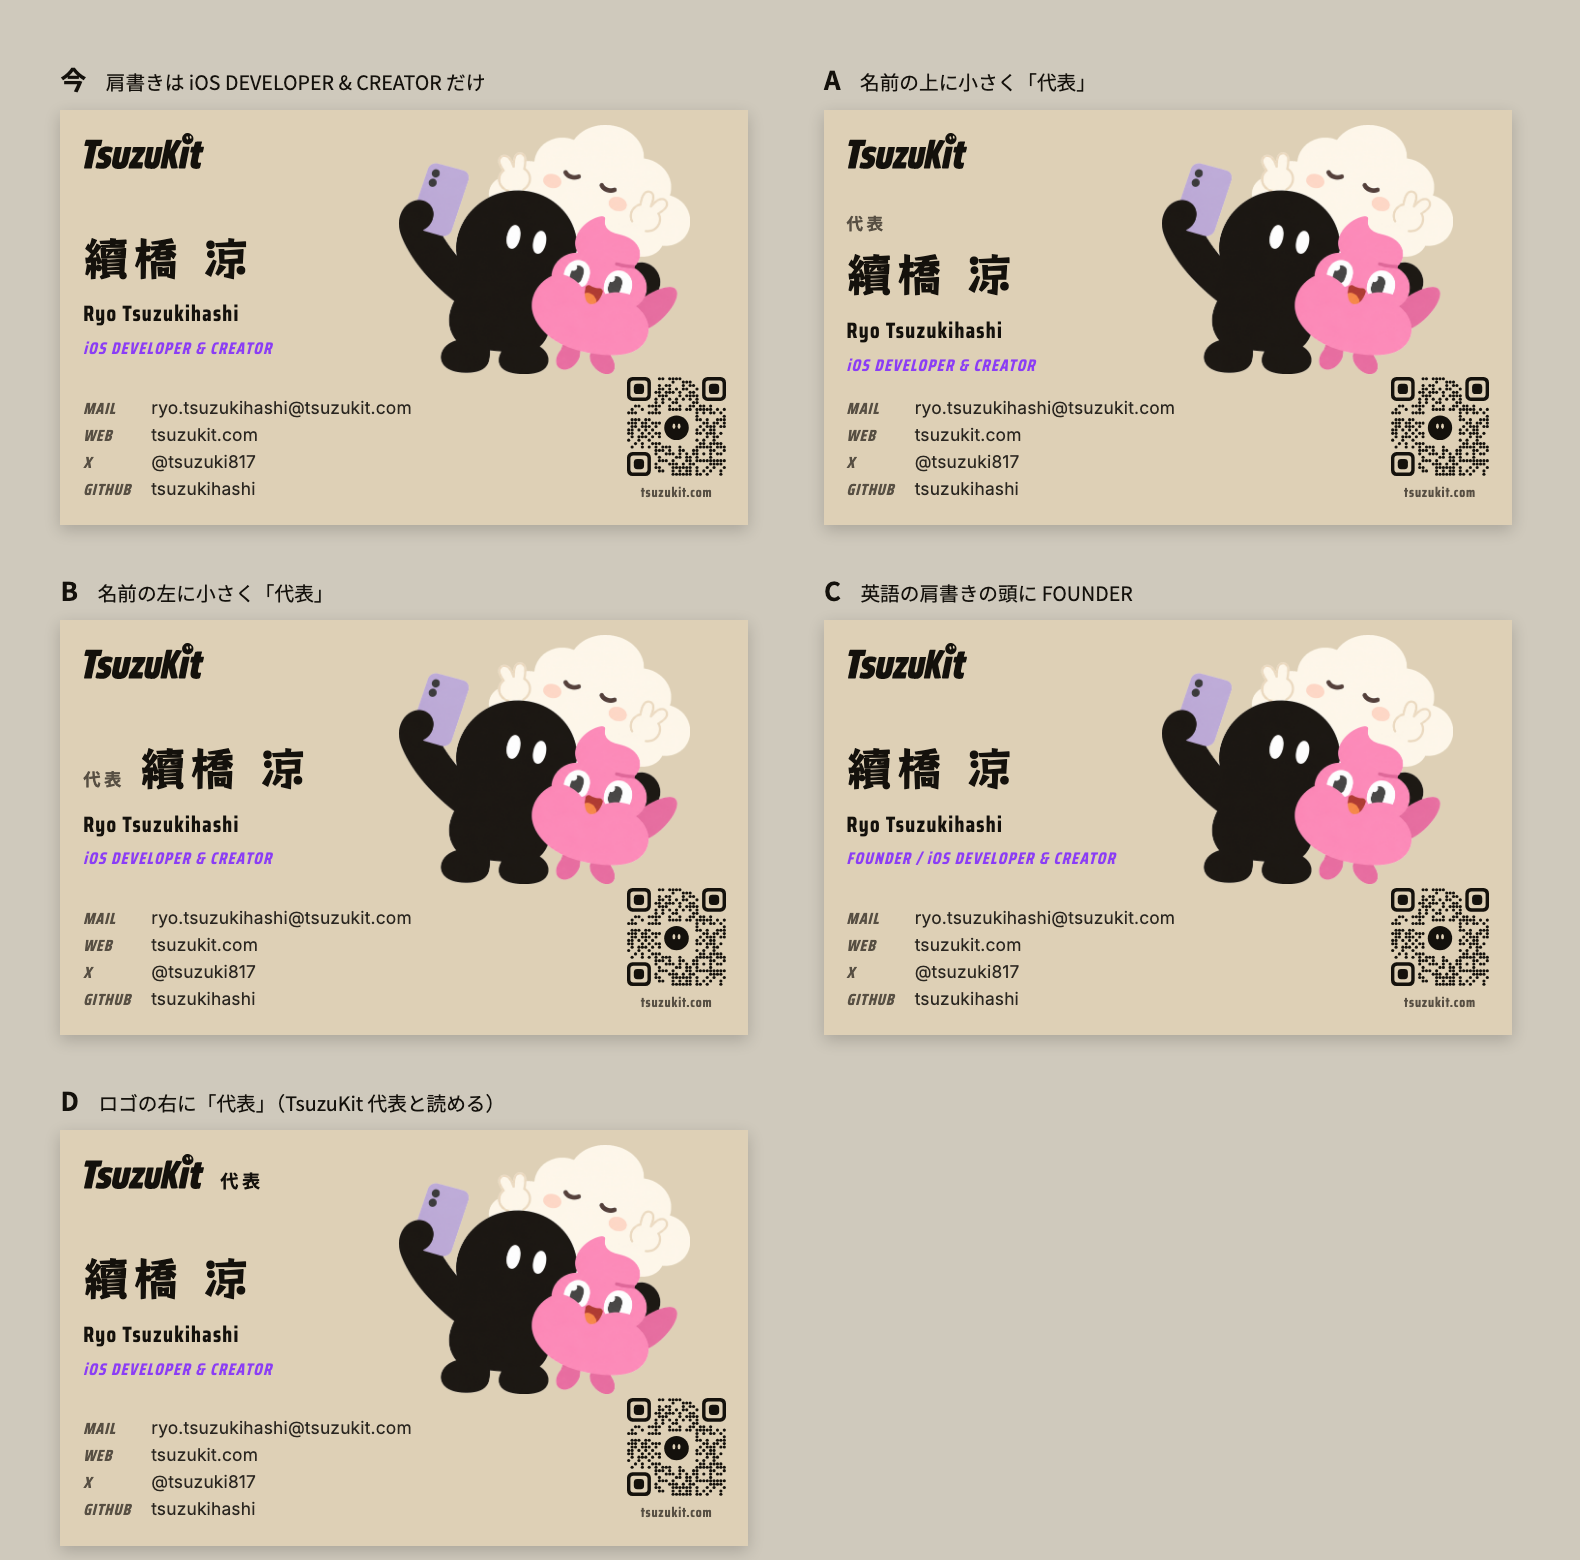 今 肩書きは iOS DEVELOPER & CREATOR だけ
TsuzuKit
續橋 涼
Ryo Tsuzukihashi
iOS DEVELOPER & CREATOR
MAIL ryo.tsuzukihashi@tsuzukit.com
WEB tsuzukit.com
X @tsuzuki817
GITHUB tsuzukihashi
tsuzukit.com
A 名前の上に小さく「代表」
TsuzuKit
代表
續橋 涼
Ryo Tsuzukihashi
iOS DEVELOPER & CREATOR
MAIL ryo.tsuzukihashi@tsuzukit.com
WEB tsuzukit.com
X @tsuzuki817
GITHUB tsuzukihashi
tsuzukit.com
B 名前の左に小さく「代表」
TsuzuKit
代表 續橋 涼
Ryo Tsuzukihashi
iOS DEVELOPER & CREATOR
MAIL ryo.tsuzukihashi@tsuzukit.com
WEB tsuzukit.com
X @tsuzuki817
GITHUB tsuzukihashi
tsuzukit.com
C 英語の肩書きの頭に FOUNDER
TsuzuKit
續橋 涼
Ryo Tsuzukihashi
FOUNDER / iOS DEVELOPER & CREATOR
MAIL ryo.tsuzukihashi@tsuzukit.com
WEB tsuzukit.com
X @tsuzuki817
GITHUB tsuzukihashi
tsuzukit.com
D ロゴの右に「代表」（TsuzuKit 代表と読める）
TsuzuKit 代表
續橋 涼
Ryo Tsuzukihashi
iOS DEVELOPER & CREATOR
MAIL ryo.tsuzukihashi@tsuzukit.com
WEB tsuzukit.com
X @tsuzuki817
GITHUB tsuzukihashi
tsuzukit.com